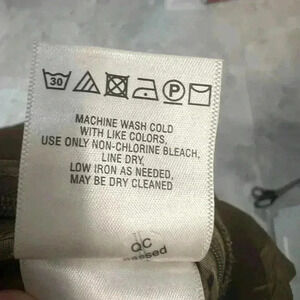 30 P
MACHINE WASH COLD
WITH LIKE COLORS,
USE ONLY NON-CHLORINE BLEACH,
LINE DRY,
LOW IRON AS NEEDED,
MAY BE DRY CLEANED
QC
passed